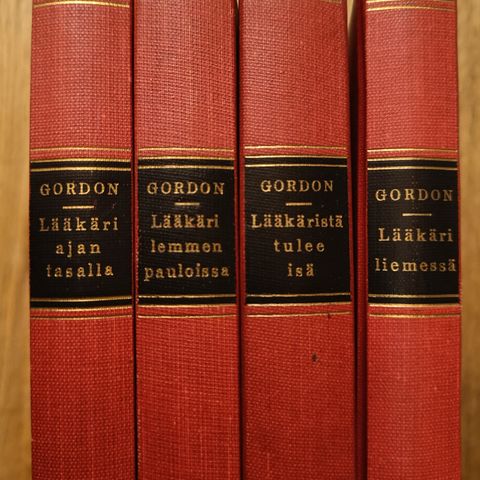 GORDON
Lääkäri
ajan
tasalla
GORDON
Lääkäri
lemmen
pauloissa
GORDON
Lääkäristä
tulee
isä
GORDON
Lääkäri
liemessä